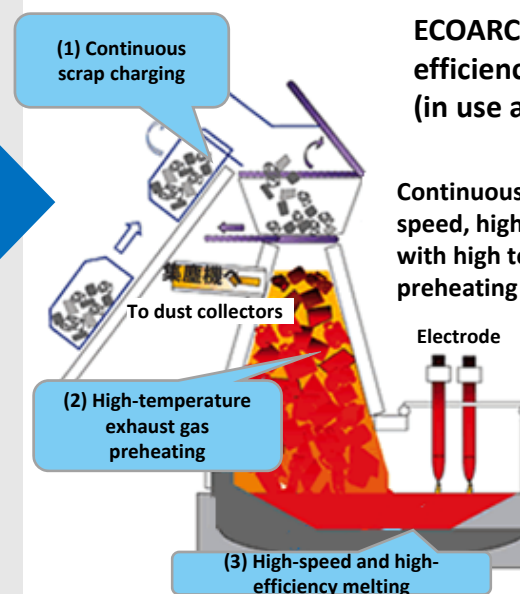 (1) Continuous
scrap charging
ECOARC
efficienc
(in use a
Continuous
speed, high
with high te
preheating
集塵機へ
To dust collectors
Electrode
(2) High-temperature
exhaust gas
preheating
(3) High-speed and high-
efficiency melting